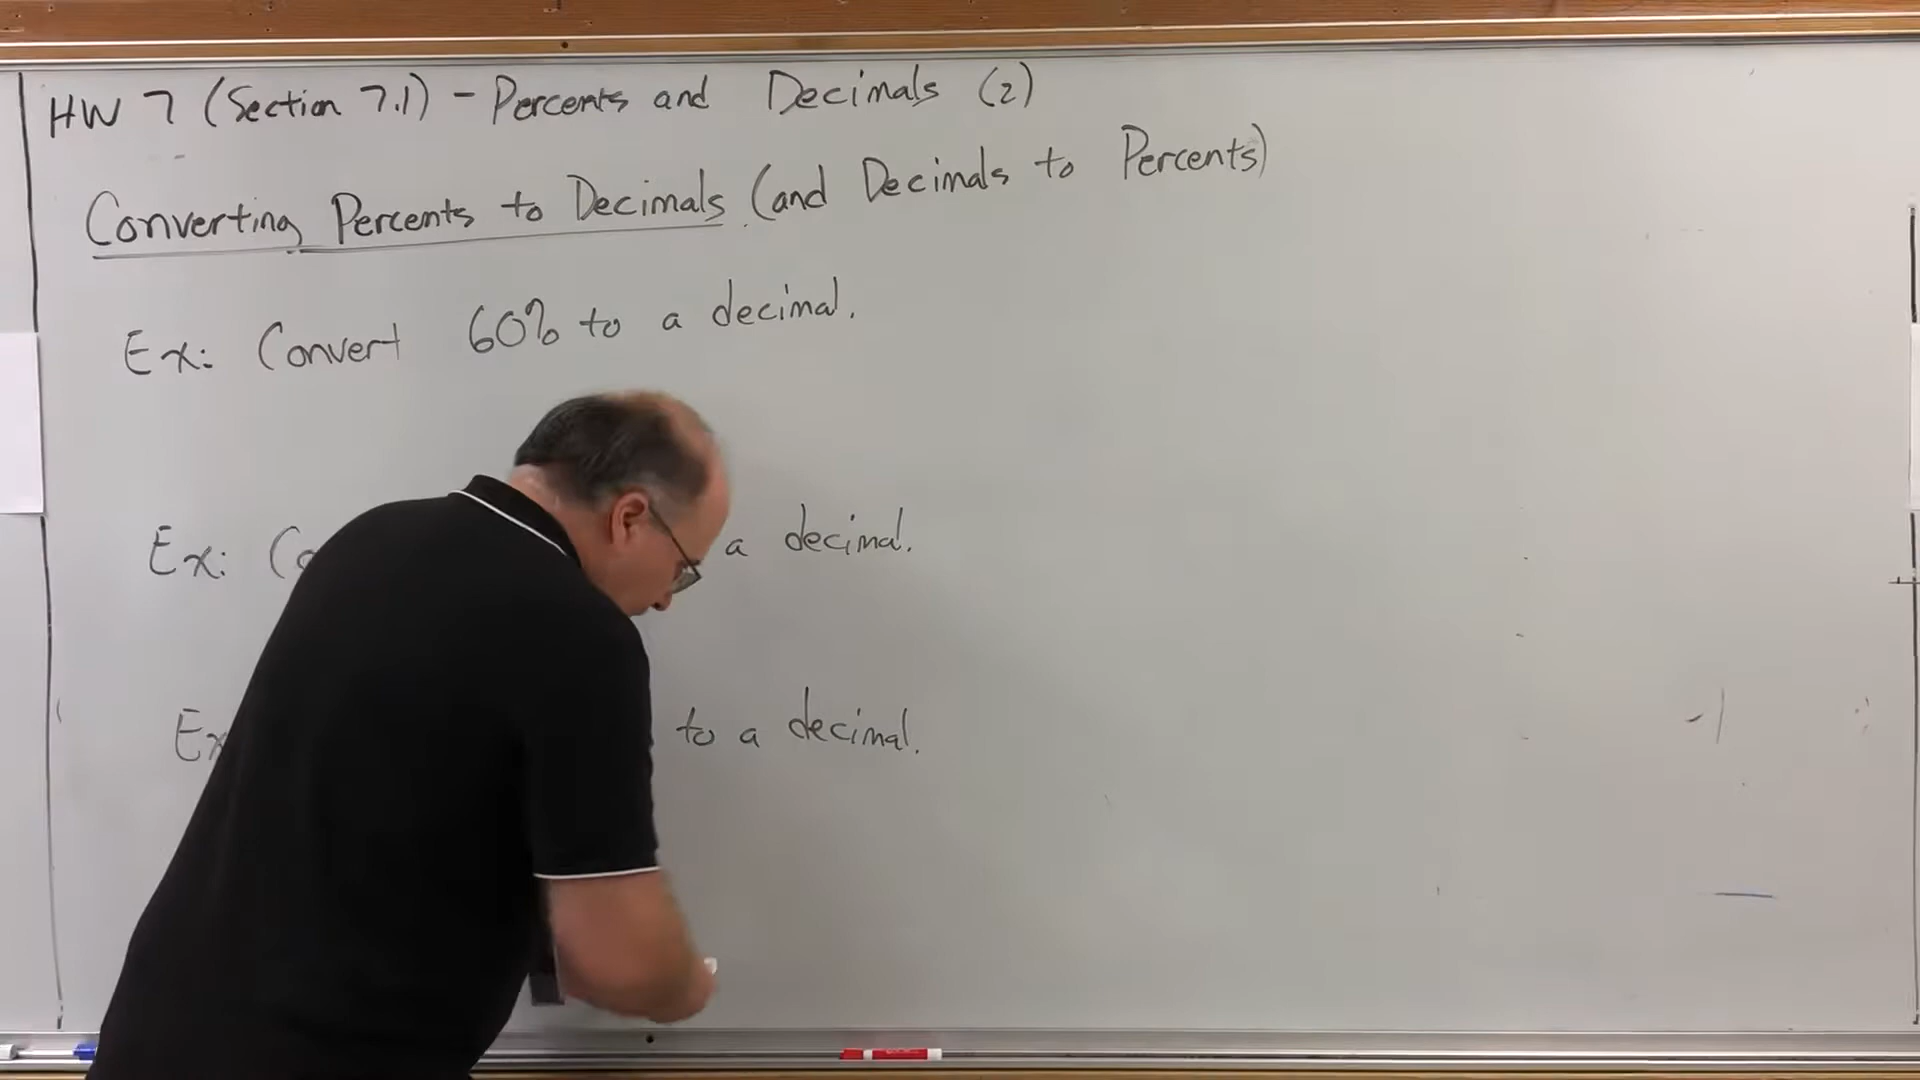 HW 7 (Section 7.1) - Percents and Decimals (2)
Converting Percents to Decimals (and Decimals to Percents)
Ex: Convert 60% to a decimal.
Ex: a decimal.
to a decimal.